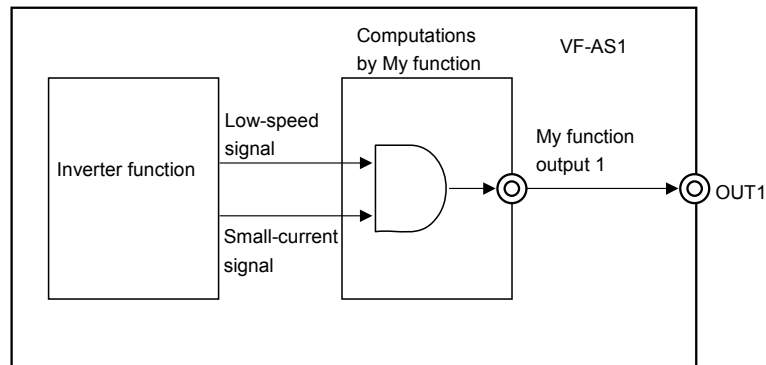 Computations
by My function
VF-AS1
Low-speed
signal
My function
output 1
Inverter function
OUT1
Small-current
signal